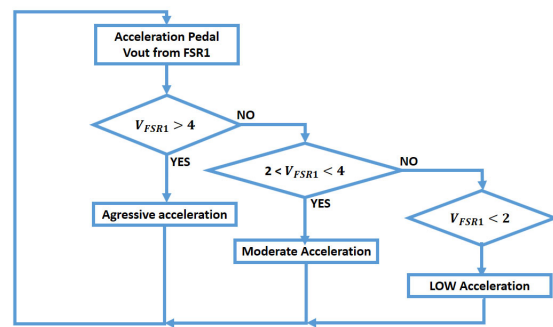 Acceleration Pedal
Vout from FSR1
V_FSR1 > 4
NO
YES
2 < V_FSR1 < 4
NO
YES
Agressive acceleration
V_FSR1 < 2
Moderate Acceleration
LOW Acceleration